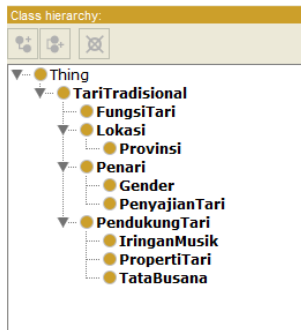 Class hierarchy:
Thing
TariTradisional
FungsiTari
Lokasi
Provinsi
Penari
Gender
PenyajianTari
PendukungTari
IringanMusik
PropertiTari
TataBusana